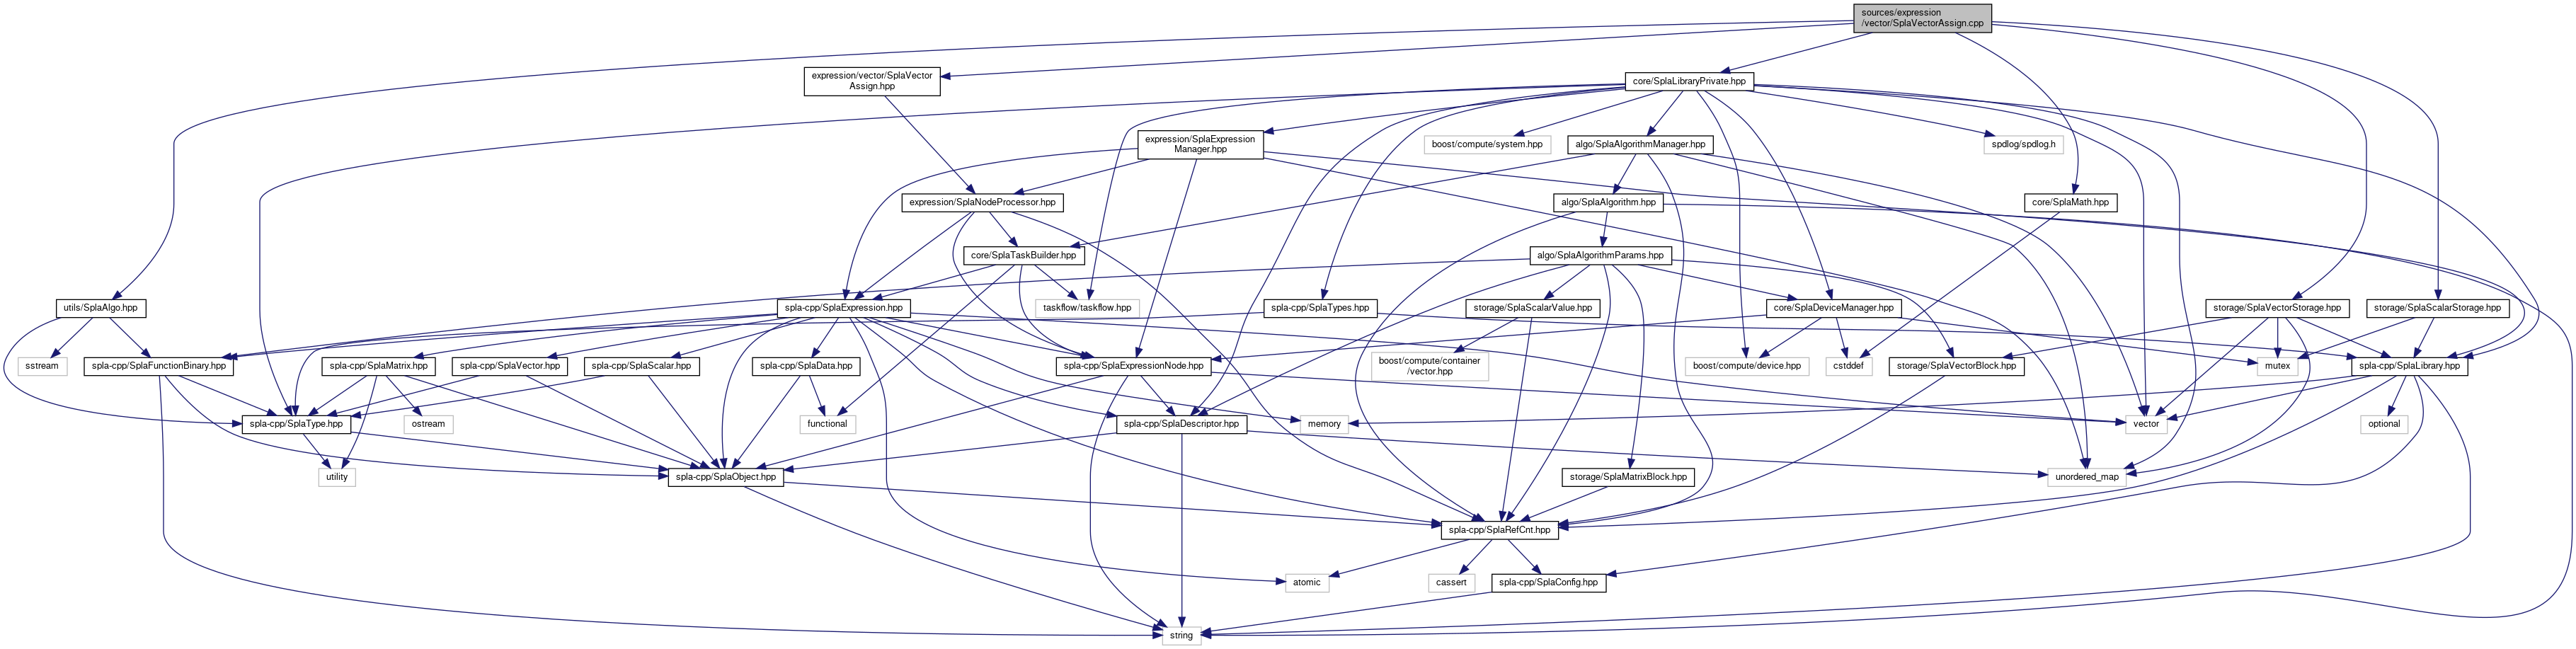 sources/expression
/vector/SplaVectorAssign.cpp
expression/vector/SplaVector
Assign.hpp
core/SplaLibraryPrivate.hpp
expression/SplaExpression
Manager.hpp
boost/compute/system.hpp
algo/SplaAlgorithmManager.hpp
spdlog/spdlog.h
expression/SplaNodeProcessor.hpp
algo/SplaAlgorithm.hpp
core/SplaMath.hpp
core/SplaTaskBuilder.hpp
algo/SplaAlgorithmParams.hpp
utils/SplaAlgo.hpp
spla-cpp/SplaExpression.hpp
taskflow/taskflow.hpp
spla-cpp/SplaTypes.hpp
storage/SplaScalarValue.hpp
core/SplaDeviceManager.hpp
storage/SplaVectorStorage.hpp
storage/SplaScalarStorage.hpp
sstream
spla-cpp/SplaFunctionBinary.hpp
spla-cpp/SplaMatrix.hpp
spla-cpp/SplaVector.hpp
spla-cpp/SplaScalar.hpp
spla-cpp/SplaData.hpp
spla-cpp/SplaExpressionNode.hpp
boost/compute/container
/vector.hpp
boost/compute/device.hpp
cstddef
storage/SplaVectorBlock.hpp
mutex
spla-cpp/SplaLibrary.hpp
spla-cpp/SplaType.hpp
ostream
functional
spla-cpp/SplaDescriptor.hpp
memory
vector
optional
utility
spla-cpp/SplaObject.hpp
storage/SplaMatrixBlock.hpp
unordered_map
spla-cpp/SplaRefCnt.hpp
atomic
cassert
spla-cpp/SplaConfig.hpp
string